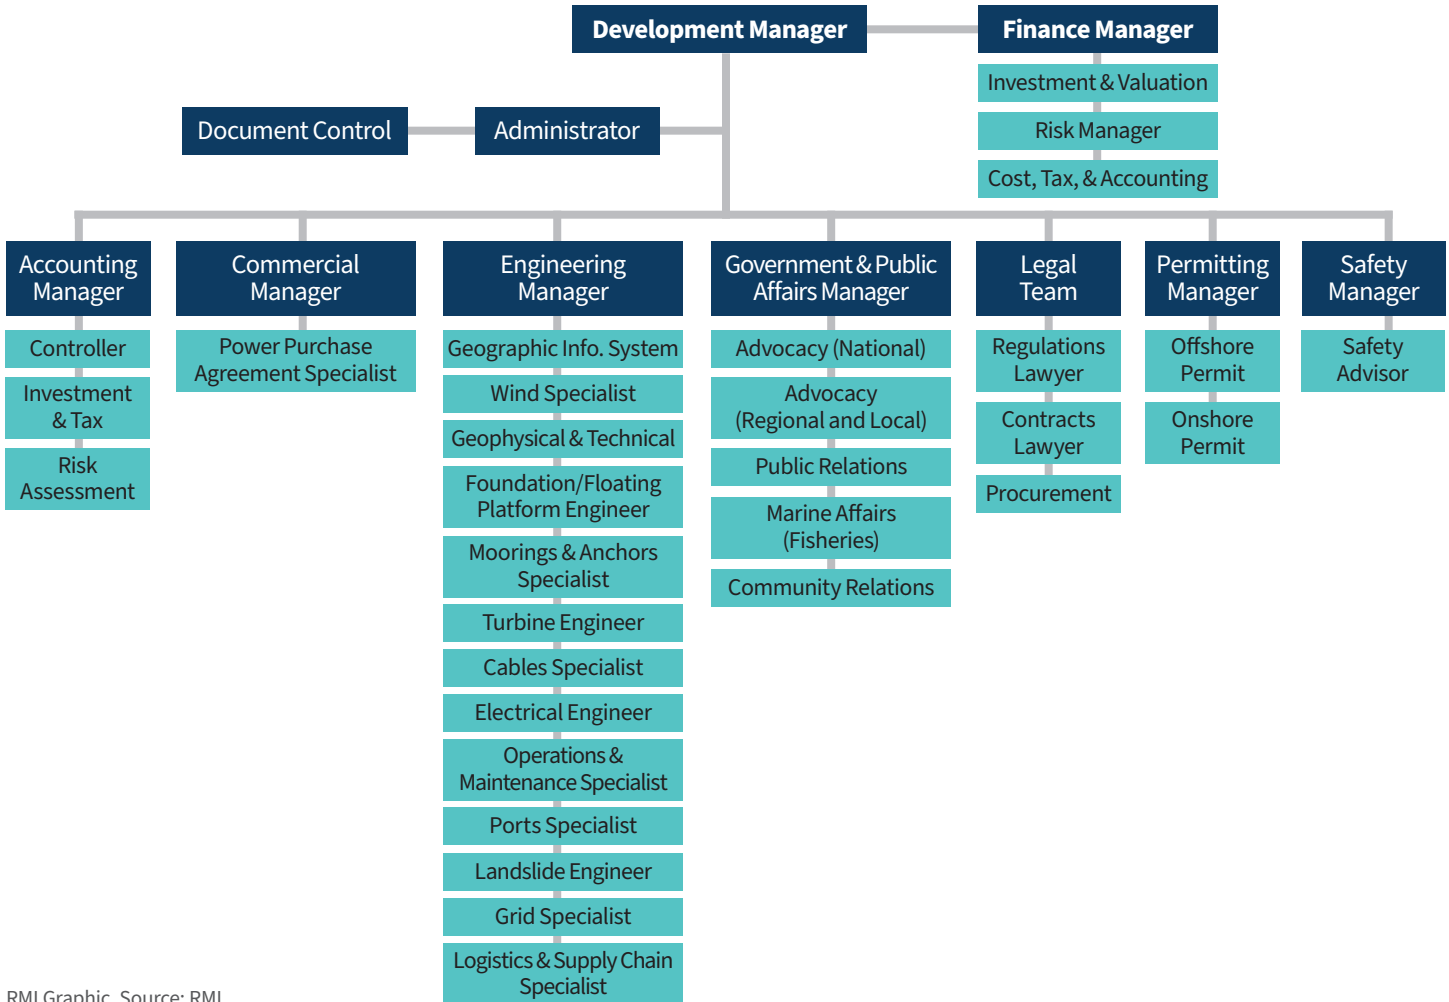 Development Manager
Finance Manager
Investment & Valuation
Risk Manager
Cost, Tax, & Accounting
Document Control
Administrator
Accounting
Manager
Controller
Investment
& Tax
Risk
Assessment
Commercial
Manager
Power Purchase
Agreement Specialist
Engineering
Manager
Geographic Info. System
Wind Specialist
Geophysical & Technical
Foundation/Floating
Platform Engineer
Moorings & Anchors
Specialist
Turbine Engineer
Cables Specialist
Electrical Engineer
Operations &
Maintenance Specialist
Ports Specialist
Landslide Engineer
Grid Specialist
Logistics & Supply Chain
Specialist
Government & Public
Affairs Manager
Advocacy (National)
Advocacy
(Regional and Local)
Public Relations
Marine Affairs
(Fisheries)
Community Relations
Legal
Team
Regulations
Lawyer
Contracts
Lawyer
Procurement
Permitting
Manager
Offshore
Permit
Onshore
Permit
Safety
Manager
Safety
Advisor
RMI Graphic. Source: RMI